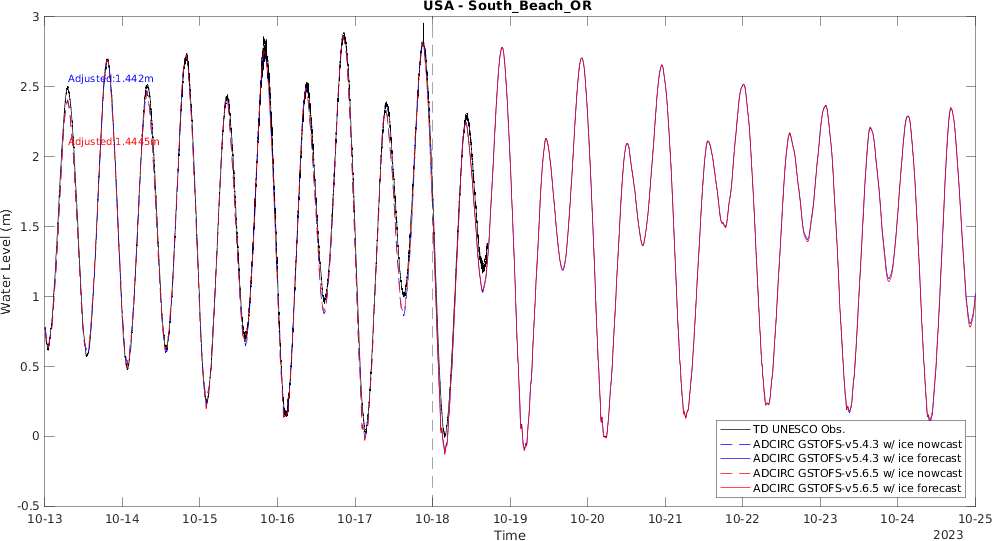 USA - South_Beach_OR
3
2.5
2
1.5
1
0.5
0
-0.5
Water Level (m)
Adjusted:1.442m
Adjusted:1.4445m
TD UNESCO Obs.
ADCIRC GSTOFS-v5.4.3 w/ ice nowcast
ADCIRC GSTOFS-v5.4.3 w/ ice forecast
ADCIRC GSTOFS-v5.6.5 w/ ice nowcast
ADCIRC GSTOFS-v5.6.5 w/ ice forecast
10-13 10-14 10-15 10-16 10-17 10-18 10-19 10-20 10-21 10-22 10-23 10-24 10-25
Time
2023